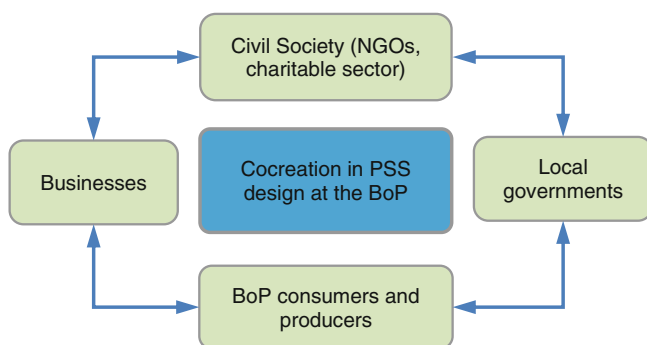 Civil Society (NGOs,
charitable sector)
Businesses
Cocreation in PSS
design at the BoP
Local
governments
BoP consumers and
producers